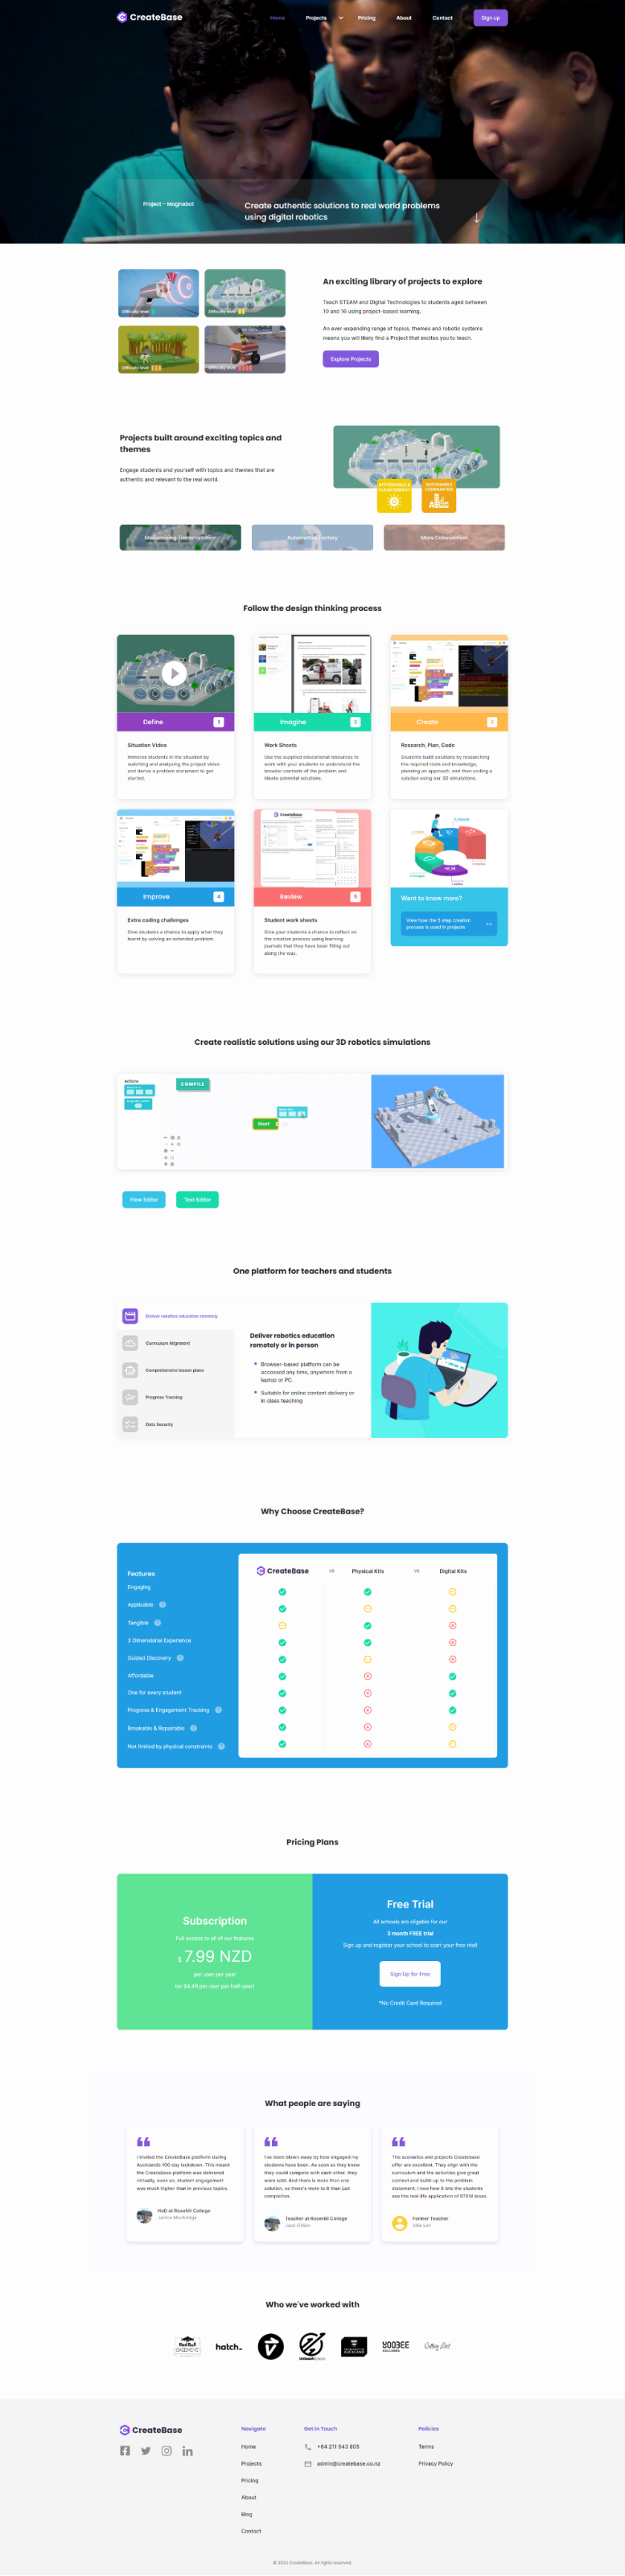 CreateBase
Home
Projects
Pricing
About
Contact
Sign up
Project - Magnebot
Create authentic solutions to real world problems
using digital robotics
Difficulty level
Difficulty level
Difficulty level
Difficulty level
An exciting library of projects to explore
Teach STEAM and Digital Technologies to students aged between
10 and 16 using project-based learning.
An ever-expanding range of topics, themes and robotic systems
means you will likely find a Project that excites you to teach.
Explore Projects
Projects built around exciting topics and
themes
Engage students and yourself with topics and themes that are
authentic and relevant to the real world.
AFFORDABLE &
CLEAN ENERGY
SUSTAINABLE
COMMUNITIES
Modernising Transportation
Automated Factory
Mars Colonisation
Follow the design thinking process
Define
1
Situation Video
Immerse students in the situation by
watching and analysing the project video
and derive a problem statement to get
started.
Imagine
2
Work Sheets
Use the supplied educational resources to
work with your students to understand the
broader contexts of the problem and
ideate potential solutions.
Create
3
Research, Plan, Code
Students build solutions by researching
the required tools and knowledge,
planning an approach, and then coding a
solution using our 3D simulations.
Improve
4
Extra coding challenges
Give students a chance to apply what they
learnt by solving an extended problem.
CreateBase
Review
5
Student work sheets
Give your students a chance to reflect on
the creation process using learning
journals that they have been filling out
along the way.
Want to know more?
View how the 5 step creation
process is used in projects
Create realistic solutions using our 3D robotics simulations
Actions
COMPILE
Start
Flow Editor
Text Editor
One platform for teachers and students
Deliver robotics education remotely
Curriculum Alignment
Comprehensive lesson plans
Progress Tracking
Data Security
Deliver robotics education
remotely or in person
Browser-based platform can be
accessed any time, anywhere from a
laptop or PC.
Suitable for online content delivery or
in class teaching
Why Choose CreateBase?
Features
CreateBase
VS
Physical Kits
VS
Digital Kits
Engaging
Applicable
Tangible
3 Dimensional Experience
Guided Discovery
Affordable
One for every student
Progress & Engagement Tracking
Breakable & Repairable
Not limited by physical constraints
Pricing Plans
Subscription
Full access to all of our features
$ 7.99 NZD
per user per year
(or $4.49 per user per half-year)
Free Trial
All schools are eligible for our
3 month FREE trial
Sign up and register your school to start your free trial!
Sign Up for Free
*No Credit Card Required
What people are saying
I trialled the CreateBase platform during
Auckland's 100 day lockdown. This meant
the CreateBase platform was delivered
virtually, even so, student engagement
was much higher than in previous topics.
HoD at Rosehill College
I've been blown away by how engaged my
students have been. As soon as they knew
they could compete with each other, they
were sold. And there is more than one
solution, so there's more to it than just
completion.
Teacher at Rosehill College
The scenarios and projects Createbase
offer are excellent. They align with the
curriculum and the activities give great
context and build up to the problem
statement. I love how it lets the students
see the real life application of STEM ideas.
Former Teacher
Who we've worked with
Red Bull
BASEMENT
hatch
unleash space
UNIVERSITY OF
AUCKLAND
YOOBEE
COLLEGES
CreateBase
Navigate
Home
Projects
Pricing
About
Blog
Contact
Get in Touch
+64 211 543 805
admin@createbase.co.nz
Policies
Terms
Privacy Policy
© 2022 CreateBase. All rights reserved.